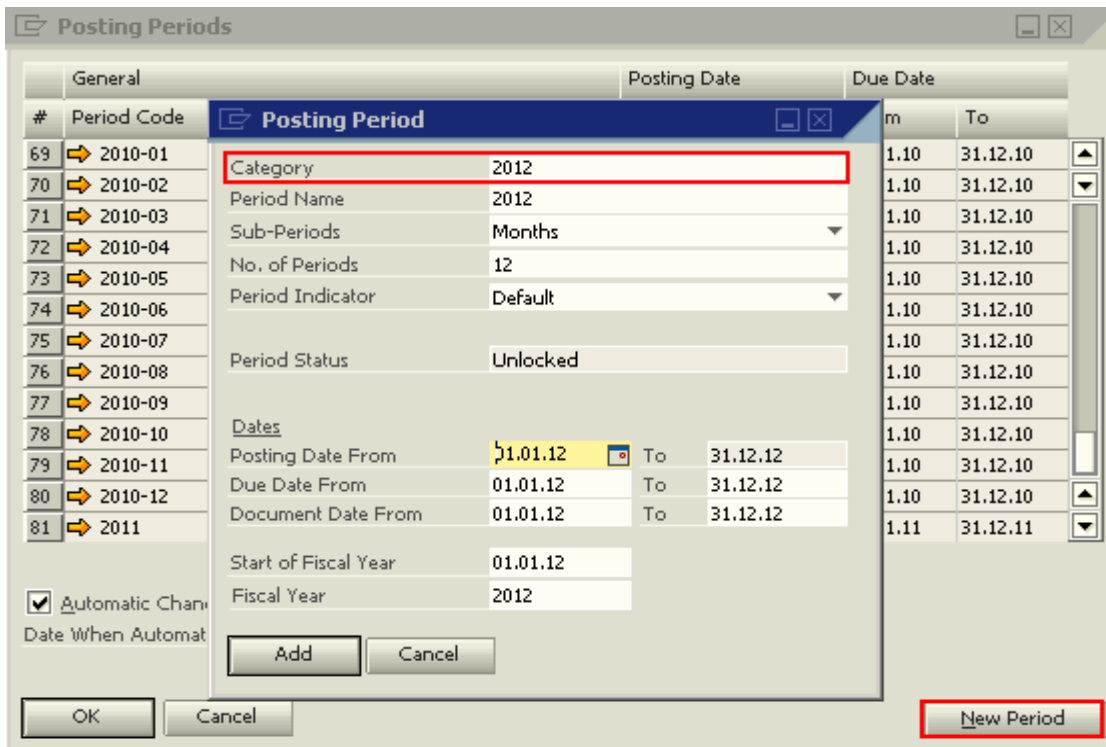 Posting Periods
General Posting Date Due Date
# Period Code m To
Posting Period
69 2010-01 1.10 31.12.10
70 2010-02 1.10 31.12.10
71 2010-03 1.10 31.12.10
72 2010-04 1.10 31.12.10
73 2010-05 1.10 31.12.10
74 2010-06 1.10 31.12.10
75 2010-07 1.10 31.12.10
76 2010-08 1.10 31.12.10
77 2010-09 1.10 31.12.10
78 2010-10 1.10 31.12.10
79 2010-11 1.10 31.12.10
80 2010-12 1.10 31.12.10
81 2011 1.11 31.12.11
Category 2012
Period Name 2012
Sub-Periods Months
No. of Periods 12
Period Indicator Default
Period Status Unlocked
Dates
Posting Date From 01.01.12 To 31.12.12
Due Date From 01.01.12 To 31.12.12
Document Date From 01.01.12 To 31.12.12
Start of Fiscal Year 01.01.12
Fiscal Year 2012
Add Cancel
Automatic Chan
Date When Automat
OK Cancel New Period